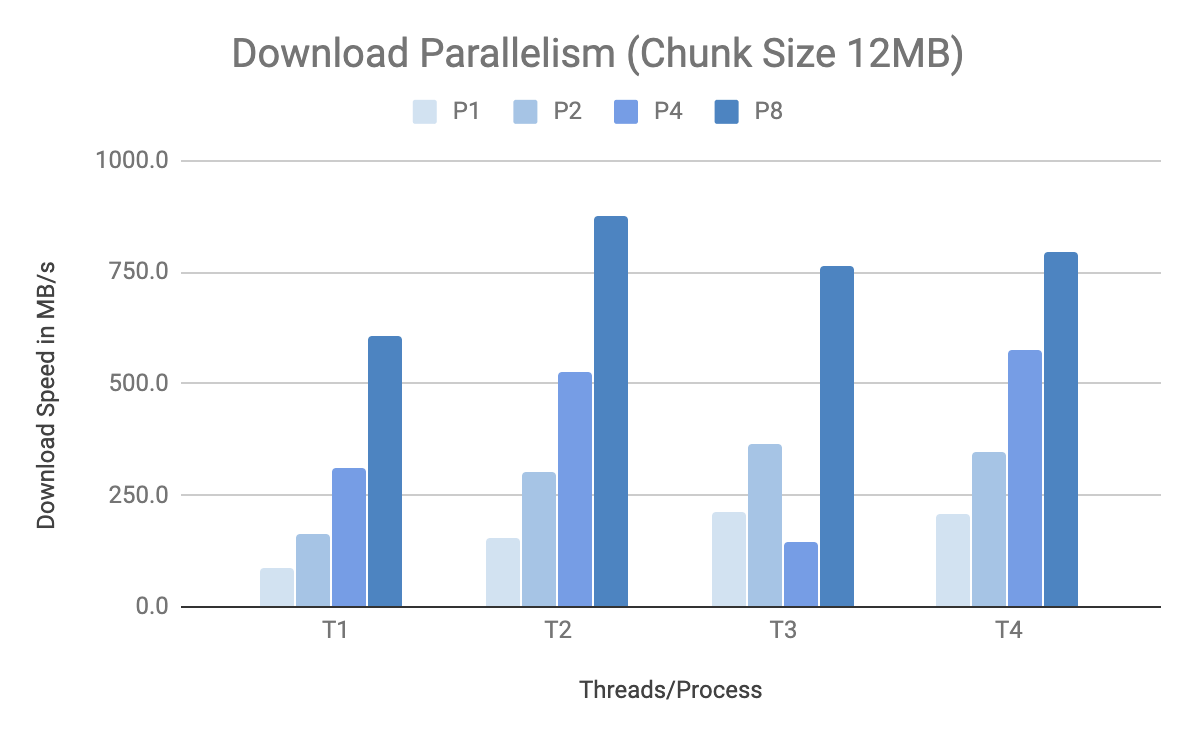 Download Parallelism (Chunk Size 12MB)
P1 P2 P4 P8
1000.0
750.0
500.0
250.0
0.0
Download Speed in MB/s
T1 T2 T3 T4
Threads/Process